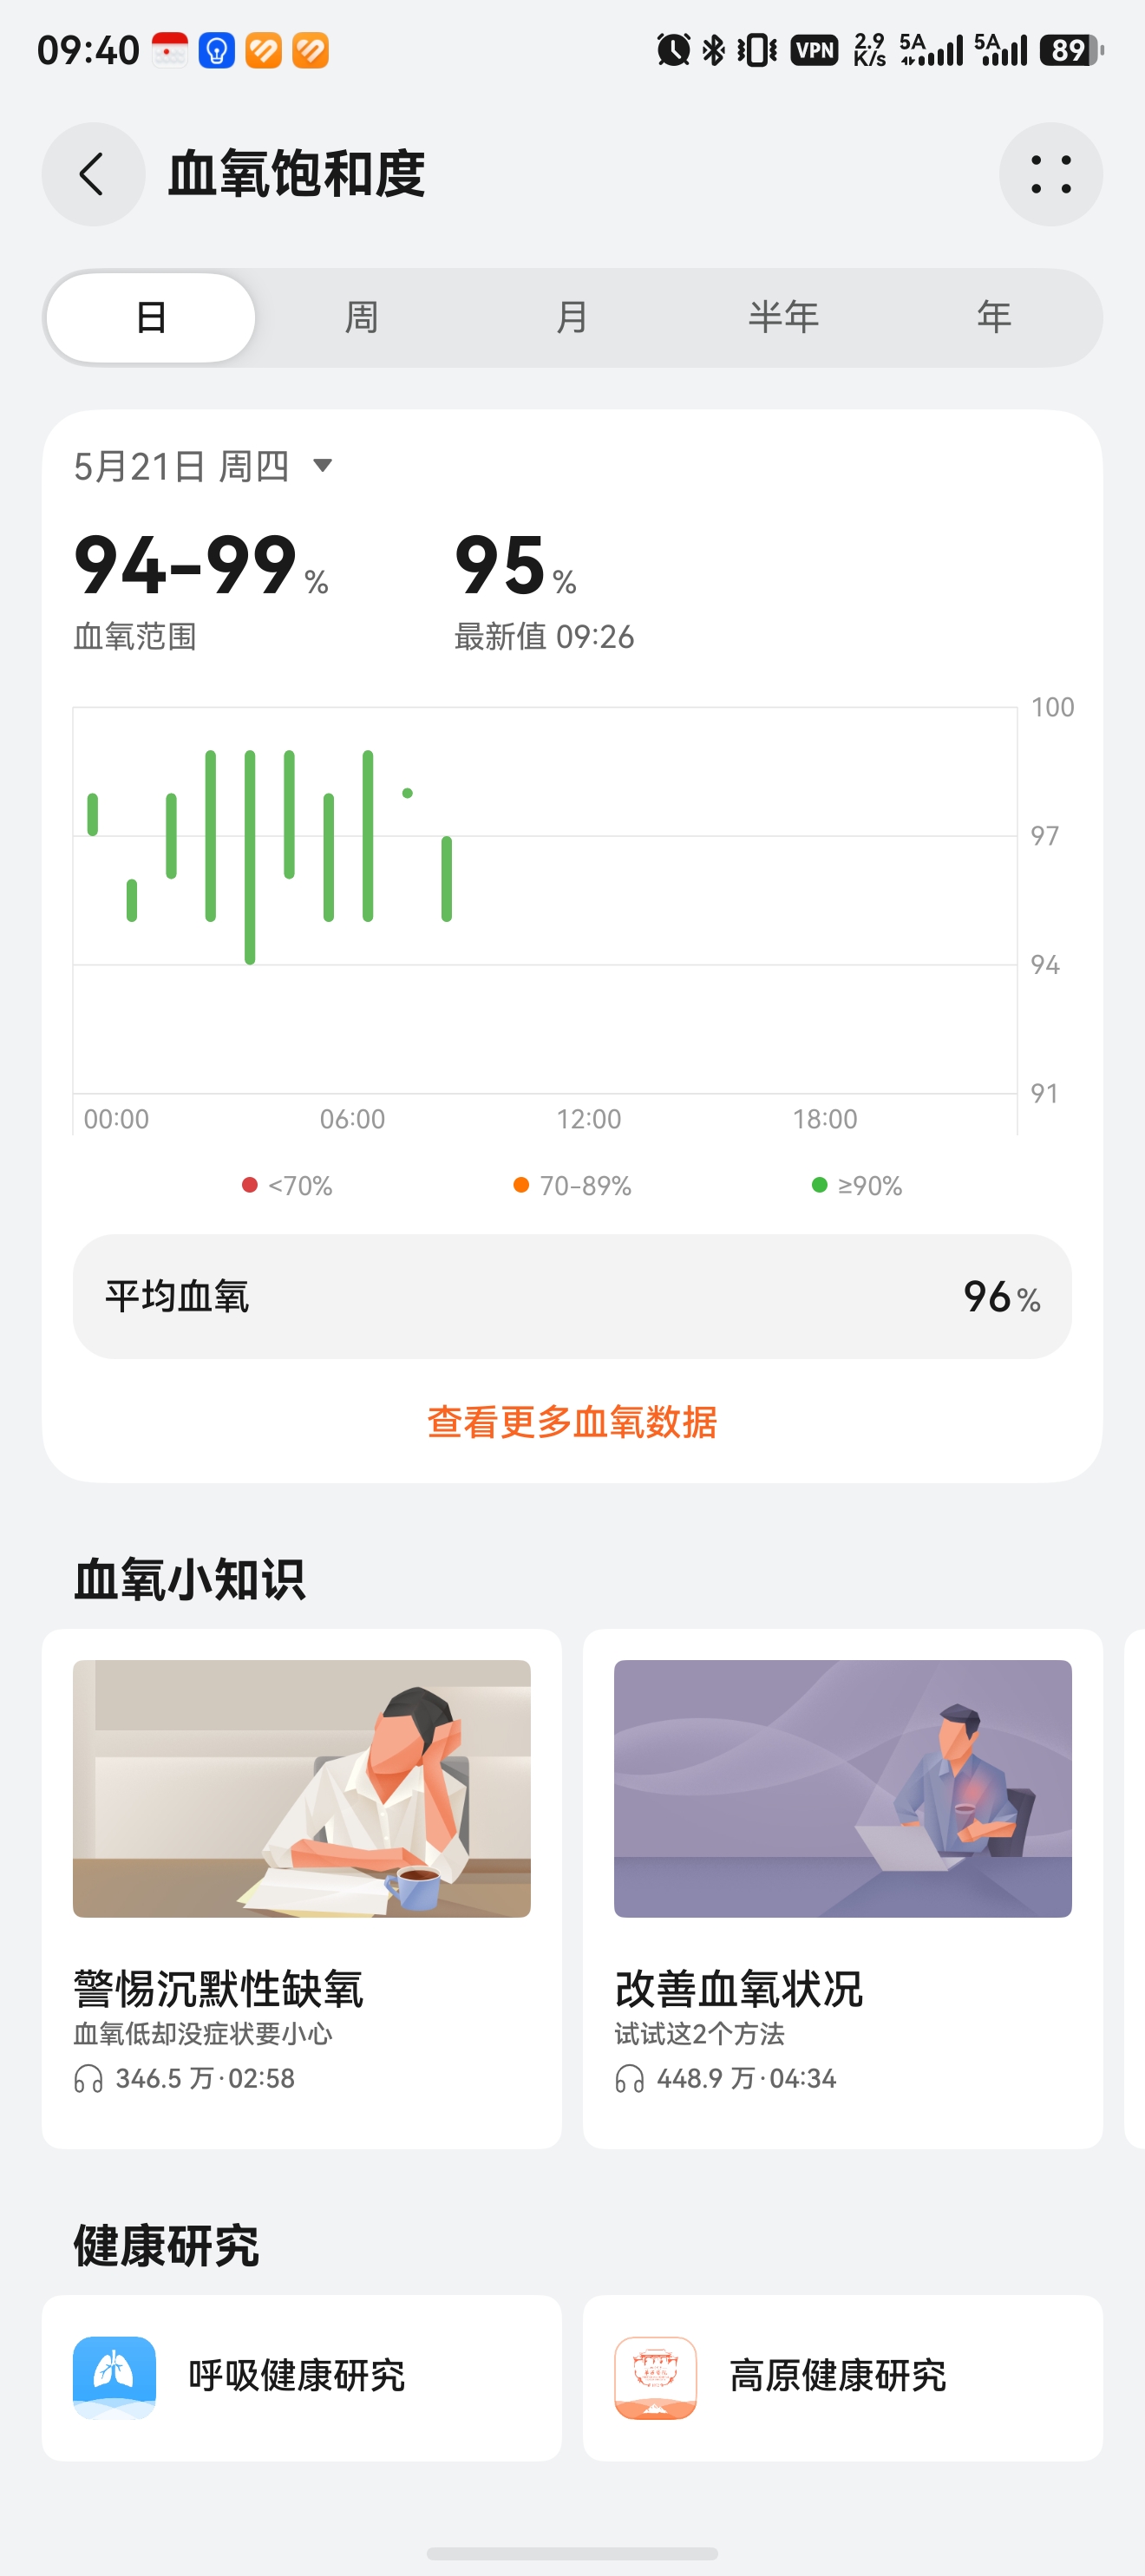 09:40
VPN 2.9 K/s 5A 5A 89
血氧饱和度
日 周 月 半年 年
5月21日 周四
94-99% 95%
血氧范围 最新值 09:26
100
97
94
91
00:00 06:00 12:00 18:00
<70% 70-89% ≥90%
平均血氧 96%
查看更多血氧数据
血氧小知识
警惕沉默性缺氧
血氧低却没症状要小心
346.5 万·02:58
改善血氧状况
试试这2个方法
448.9 万·04:34
健康研究
呼吸健康研究 高原健康研究